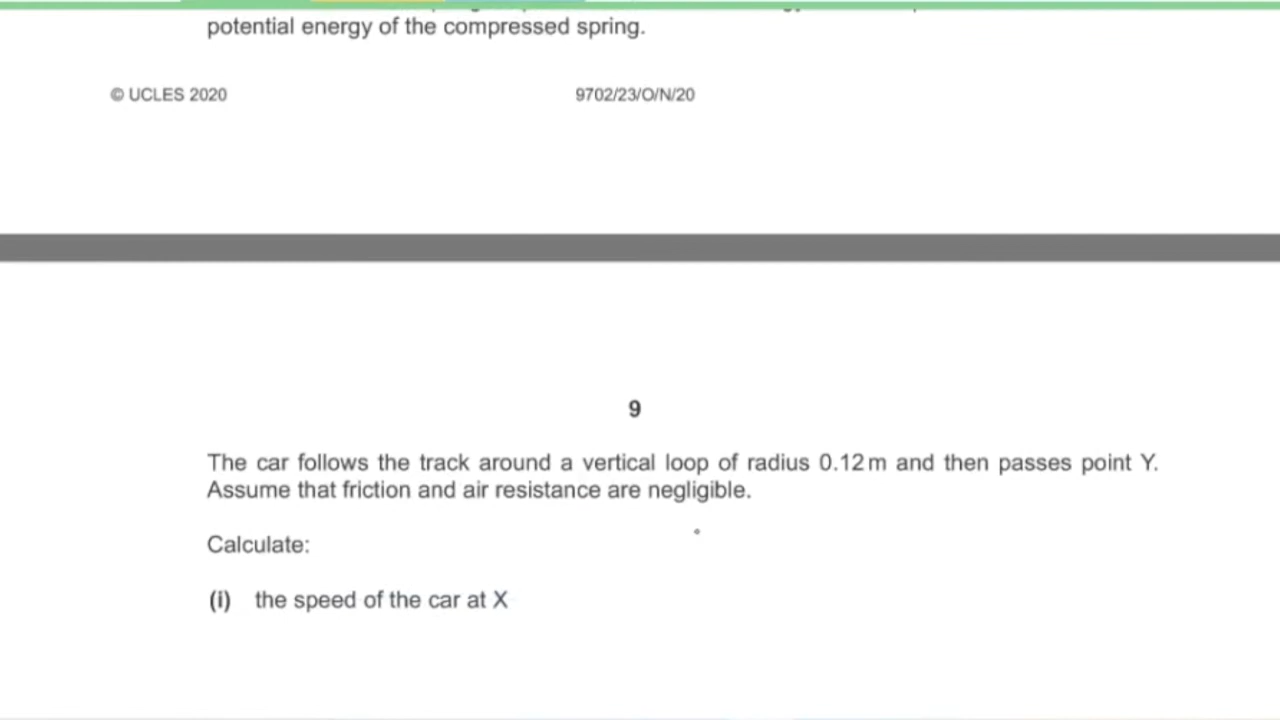 potential energy of the compressed spring.
© UCLES 2020 9702/23/O/N/20
9
The car follows the track around a vertical loop of radius 0.12 m and then passes point Y.
Assume that friction and air resistance are negligible.
Calculate:
(i) the speed of the car at X